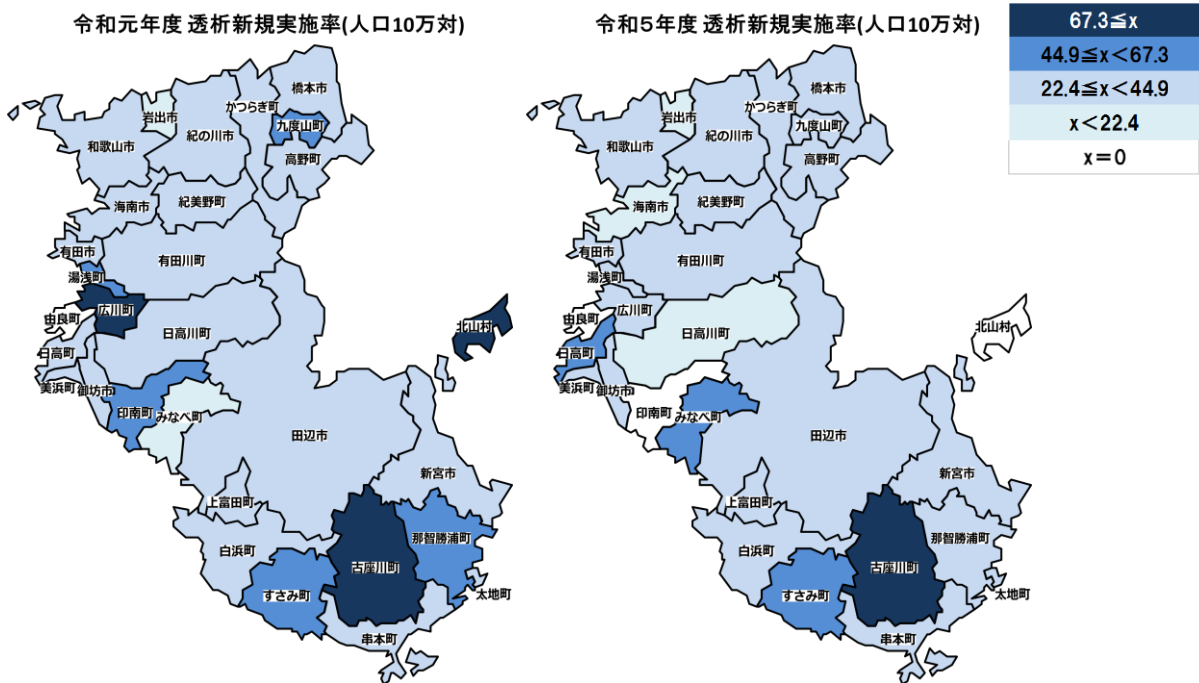 令和元年度 透析新規実施率(人口10万対)
橋本市
かつらぎ町
岩出市
九度山町
紀の川市
和歌山市
高野町
紀美野町
海南市
有田市
有田川町
湯浅町
広川町
由良町
北山村
日高川町
日高町
美浜町
御坊市
印南町
みなべ町
田辺市
新宮市
上富田町
那智勝浦町
白浜町
古座川町
すさみ町
太地町
串本町
令和5年度 透析新規実施率(人口10万対)
橋本市
かつらぎ町
岩出市
九度山町
紀の川市
和歌山市
高野町
紀美野町
海南市
有田市
有田川町
湯浅町
広川町
由良町
北山村
日高川町
日高町
美浜町
御坊市
印南町
みなべ町
田辺市
新宮市
上富田町
那智勝浦町
白浜町
古座川町
すさみ町
太地町
串本町
67.3≦x
44.9≦x<67.3
22.4≦x<44.9
x<22.4
x=0